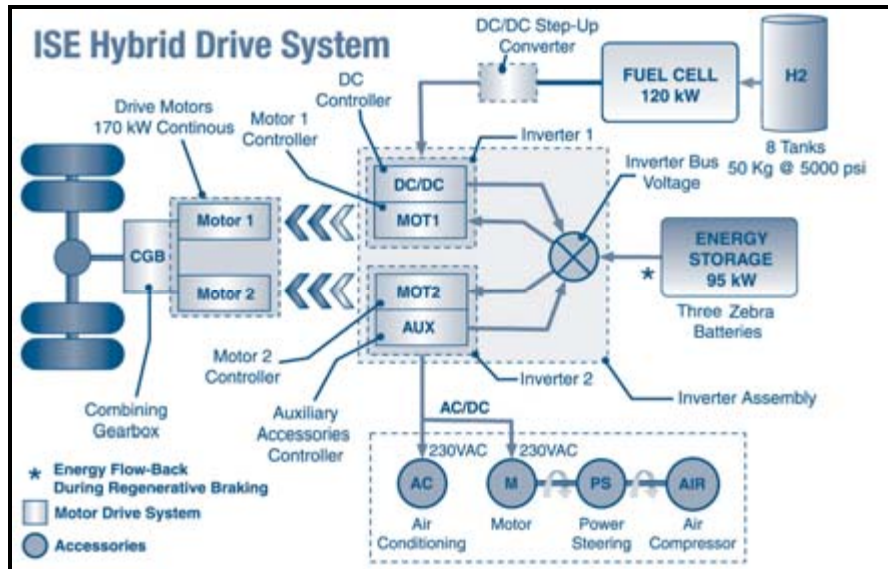 ISE Hybrid Drive System
DC/DC Step-Up
Converter
FUEL CELL
120 kW
H2
8 Tanks
50 Kg @ 5000 psi
DC
Controller
Drive Motors
170 kW Continous
Motor 1
Controller
Inverter 1
Inverter Bus
Voltage
DC/DC
MOT1
Motor 1
CGB
Motor 2
MOT2
AUX
ENERGY
STORAGE
95 kW
*
Three Zebra
Batteries
Motor 2
Controller
Inverter 2
Inverter Assembly
Combining
Gearbox
Auxiliary
Accessories
Controller
AC/DC
230VAC
230VAC
AC
M
PS
AIR
Air
Conditioning
Motor
Power
Steering
Air
Compressor
* Energy Flow-Back
During Regenerative Braking
Motor Drive System
Accessories